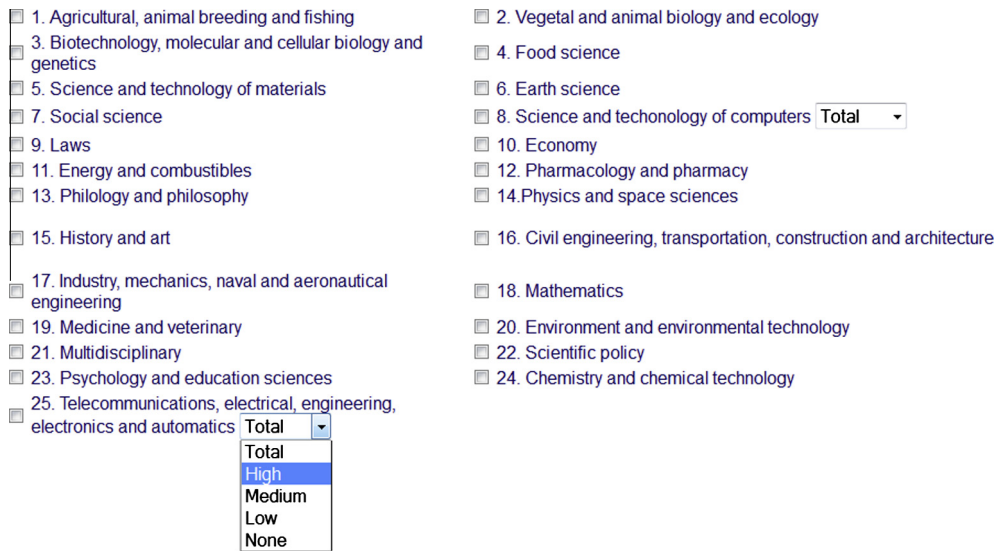 1. Agricultural, animal breeding and fishing
2. Vegetal and animal biology and ecology
3. Biotechnology, molecular and cellular biology and
genetics
4. Food science
5. Science and technology of materials
6. Earth science
7. Social science
8. Science and techonology of computers Total
9. Laws
10. Economy
11. Energy and combustibles
12. Pharmacology and pharmacy
13. Philology and philosophy
14.Physics and space sciences
15. History and art
16. Civil engineering, transportation, construction and architecture
17. Industry, mechanics, naval and aeronautical
engineering
18. Mathematics
19. Medicine and veterinary
20. Environment and environmental technology
21. Multidisciplinary
22. Scientific policy
23. Psychology and education sciences
24. Chemistry and chemical technology
25. Telecommunications, electrical, engineering,
electronics and automatics Total
Total
High
Medium
Low
None